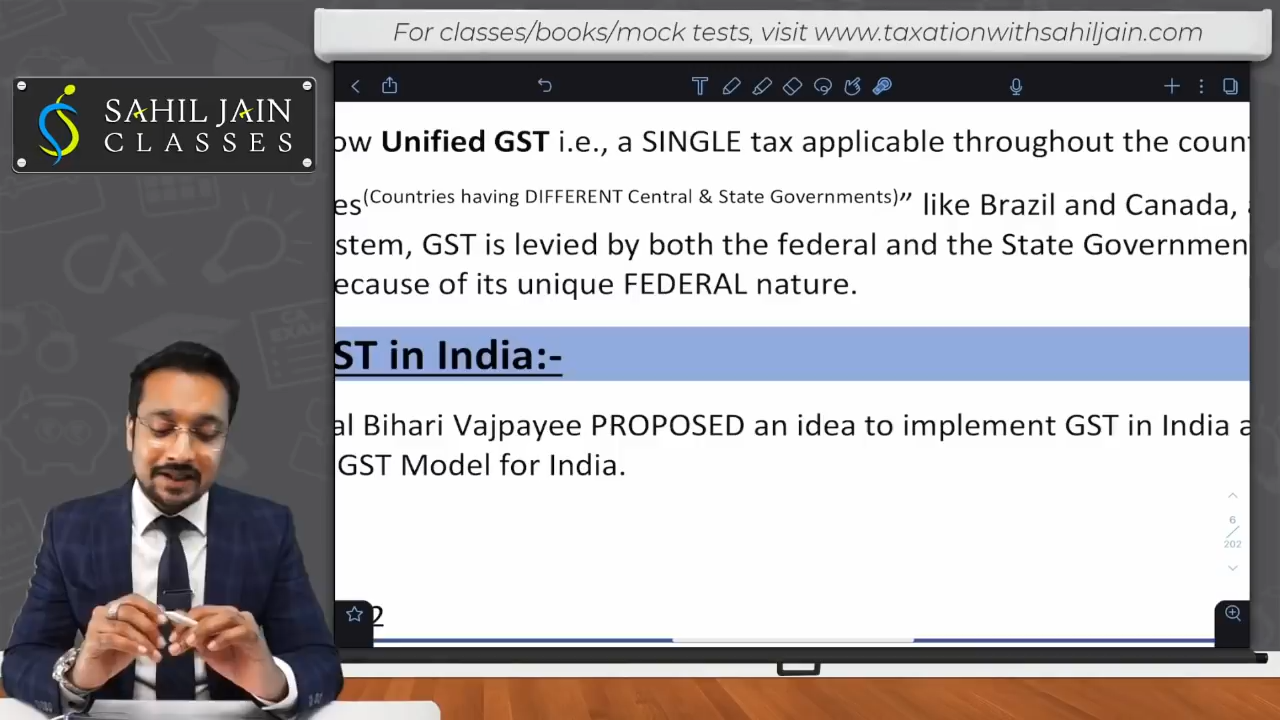 For classes/books/mock tests, visit www.taxationwithsahiljain.com
SAHIL JAIN
CLASSES
ow Unified GST i.e., a SINGLE tax applicable throughout the coun
es(Countries having DIFFERENT Central & State Governments)” like Brazil and Canada,
stem, GST is levied by both the federal and the State Governmen
ecause of its unique FEDERAL nature.
ST in India:-
al Bihari Vajpayee PROPOSED an idea to implement GST in India a
GST Model for India.
6
202
2